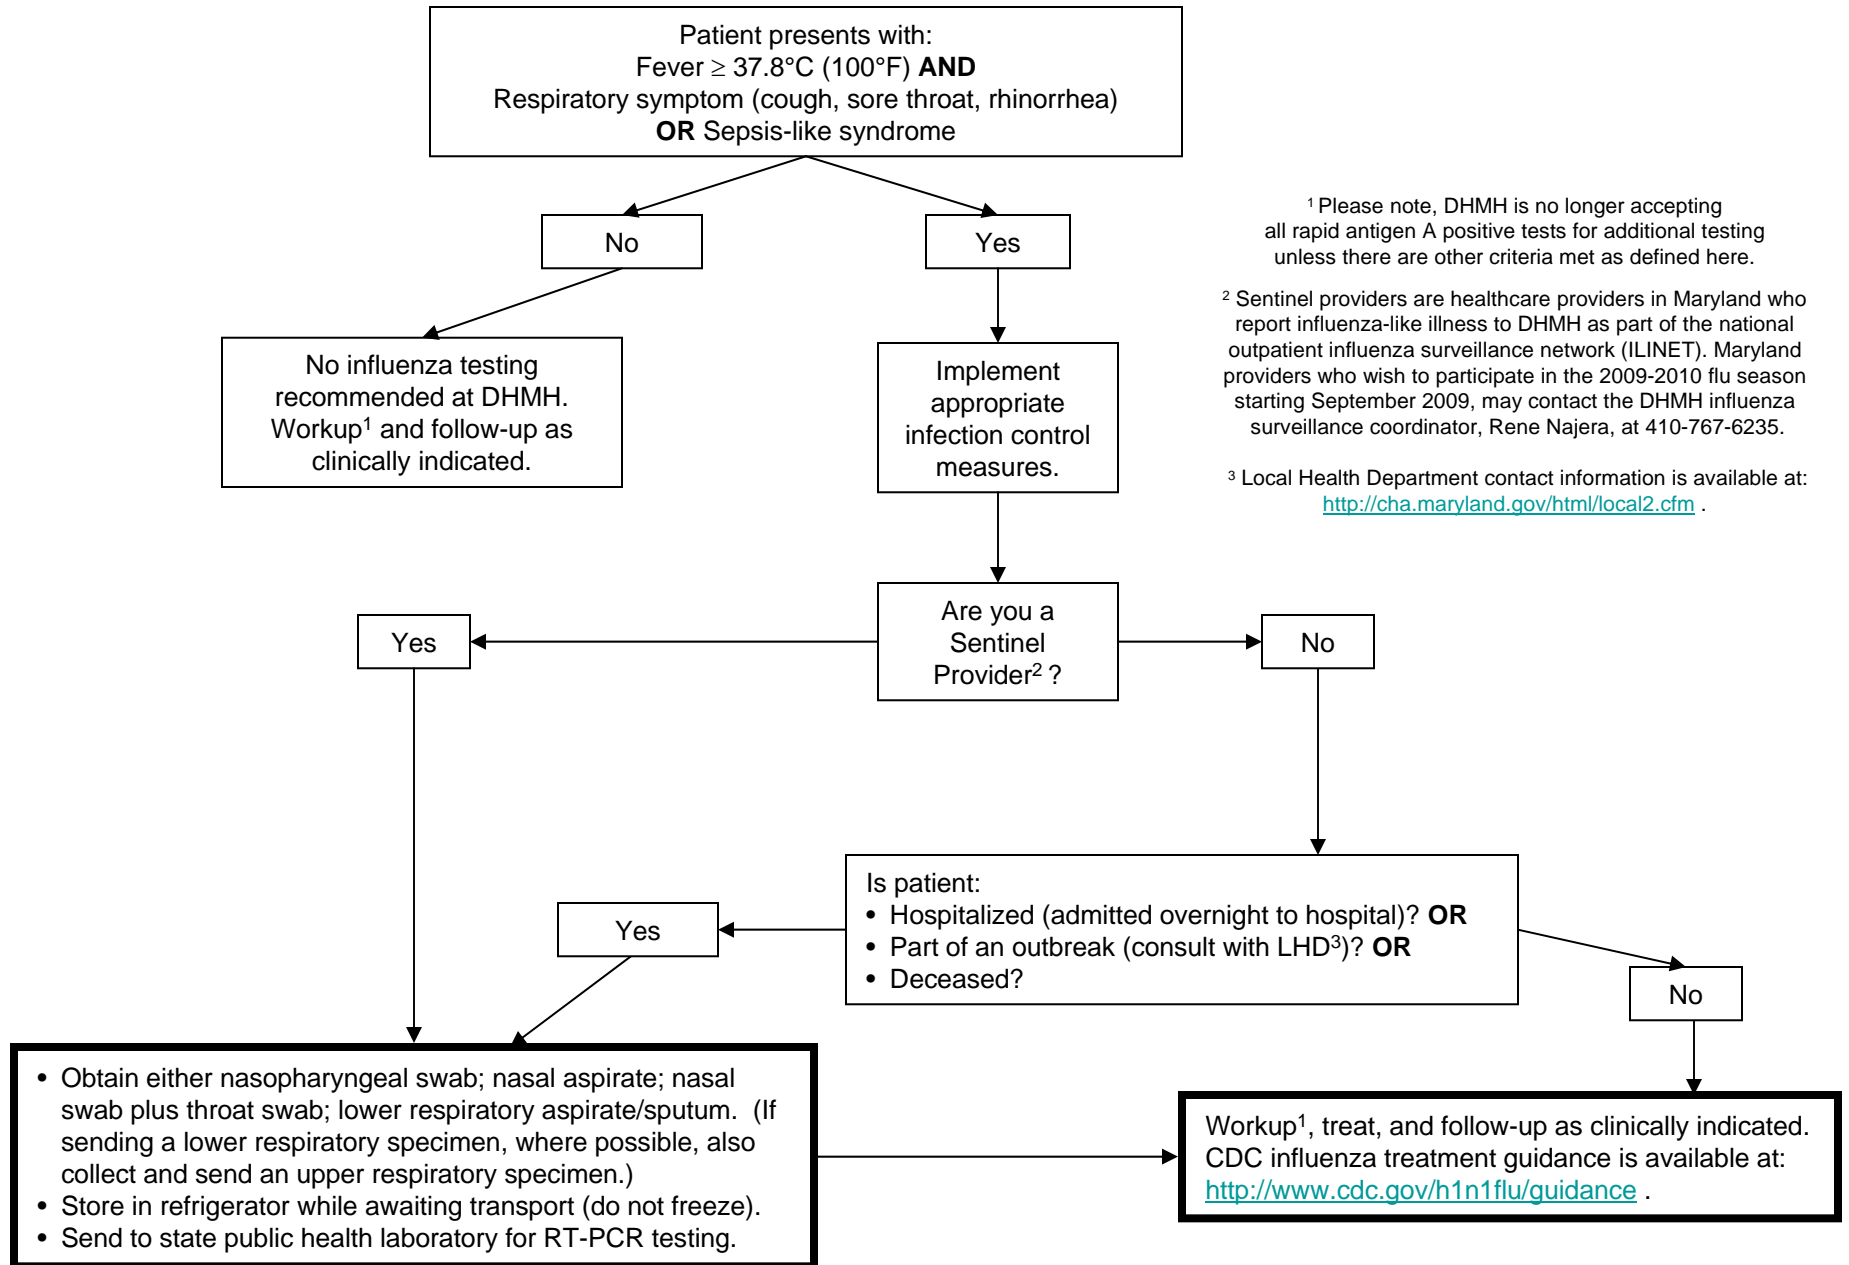 Patient presents with:
Fever ≥ 37.8°C (100°F) AND
Respiratory symptom (cough, sore throat, rhinorrhea)
OR Sepsis-like syndrome
No
Yes
¹ Please note, DHMH is no longer accepting
all rapid antigen A positive tests for additional testing
unless there are other criteria met as defined here.
² Sentinel providers are healthcare providers in Maryland who
report influenza-like illness to DHMH as part of the national
outpatient influenza surveillance network (ILINET). Maryland
providers who wish to participate in the 2009-2010 flu season
starting September 2009, may contact the DHMH influenza
surveillance coordinator, Rene Najera, at 410-767-6235.
³ Local Health Department contact information is available at:
http://cha.maryland.gov/html/local2.cfm .
No influenza testing
recommended at DHMH.
Workup¹ and follow-up as
clinically indicated.
Implement
appropriate
infection control
measures.
Are you a
Sentinel
Provider² ?
Yes
No
Is patient:
• Hospitalized (admitted overnight to hospital)? OR
• Part of an outbreak (consult with LHD³)? OR
• Deceased?
Yes
No
• Obtain either nasopharyngeal swab; nasal aspirate; nasal
swab plus throat swab; lower respiratory aspirate/sputum. (If
sending a lower respiratory specimen, where possible, also
collect and send an upper respiratory specimen.)
• Store in refrigerator while awaiting transport (do not freeze).
• Send to state public health laboratory for RT-PCR testing.
Workup¹, treat, and follow-up as clinically indicated.
CDC influenza treatment guidance is available at:
http://www.cdc.gov/h1n1flu/guidance .